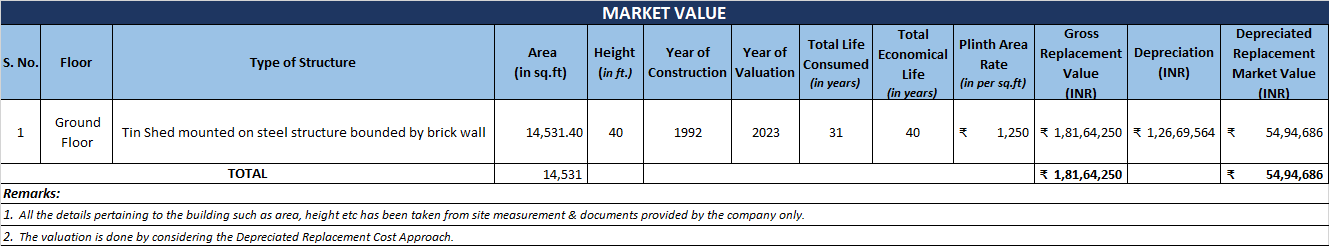 MARKET VALUE
S. No. Floor Type of Structure Area (in sq.ft) Height (in ft.) Year of Construction Year of Valuation Total Life Consumed (in years) Total Economical Life (in years) Plinth Area Rate (in per sq.ft) Gross Replacement Value (INR) Depreciation (INR) Depreciated Replacement Market Value (INR)
1 Ground Floor Tin Shed mounted on steel structure bounded by brick wall 14,531.40 40 1992 2023 31 40 ₹ 1,250 ₹ 1,81,64,250 ₹ 1,26,69,564 ₹ 54,94,686
TOTAL 14,531 ₹ 1,81,64,250 ₹ 54,94,686
Remarks:
1. All the details pertaining to the building such as area, height etc has been taken from site measurement & documents provided by the company only.
2. The valuation is done by considering the Depreciated Replacement Cost Approach.